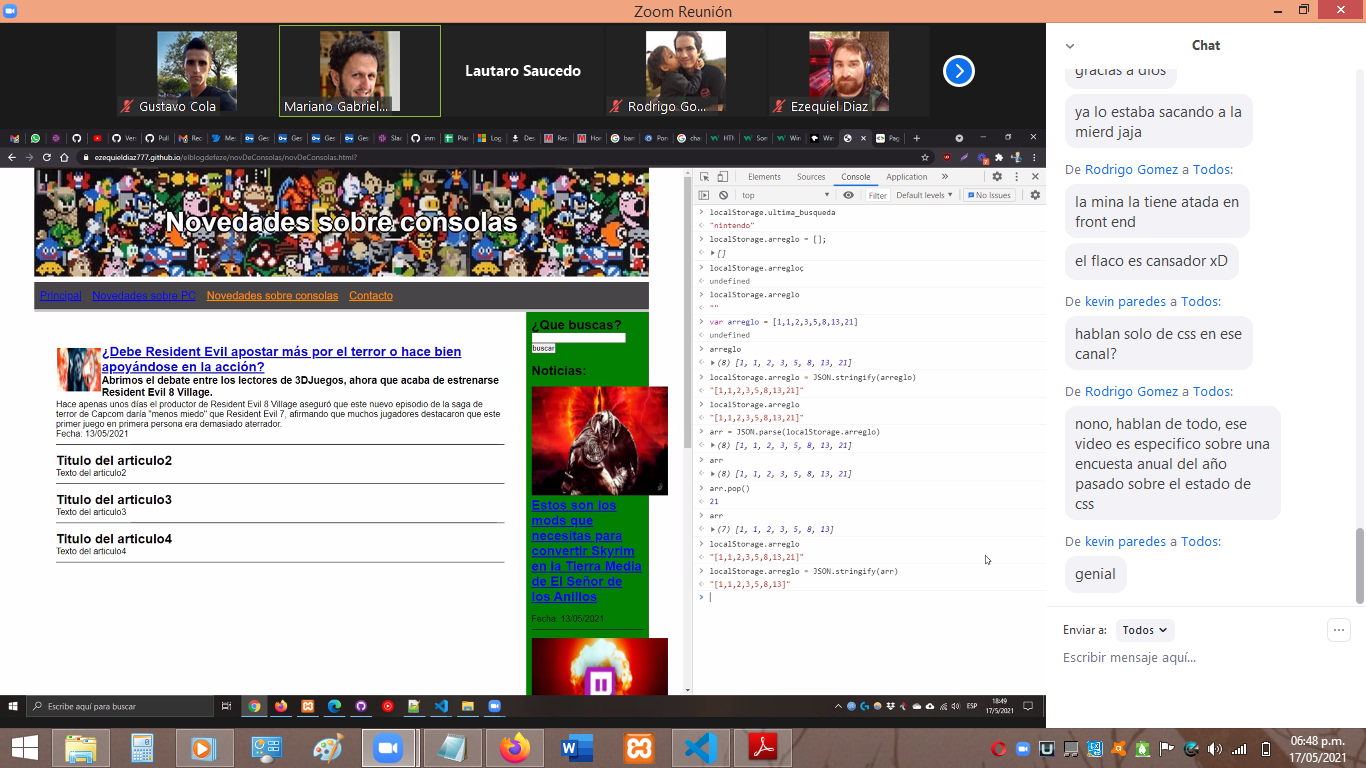 Zoom Reunión
Gustavo Cola
Mariano Gabriel...
Lautaro Saucedo
Rodrigo Go...
Ezequiel Diaz
ezequieldiaz777.github.io/elblogdefeze/novDeConsolas/novDeConsolas.html?
Novedades sobre consolas
Principal Novedades sobre PC Novedades sobre consolas Contacto
¿Debe Resident Evil apostar más por el terror o hace bien
apoyándose en la acción?
Abrimos el debate entre los lectores de 3DJuegos, ahora que acaba de estrenarse
Resident Evil 8 Village.
Hace apenas unos días el productor de Resident Evil 8 Village aseguró que este nuevo episodio de la saga de
terror de Capcom daría "menos miedo" que Resident Evil 7, afirmando que muchos jugadores destacaron que este
primer juego en primera persona era demasiado aterrador.
Fecha: 13/05/2021
Titulo del articulo2
Texto del articulo2
Titulo del articulo3
Texto del articulo3
Titulo del articulo4
Texto del articulo4
¿Que buscas?
buscar
Noticias:
Estos son los
mods que
necesitas para
convertir Skyrim
en la Tierra Media
de El Señor de
los Anillos
Fecha: 13/05/2021
Elements Sources Console Application »
top Filter Default levels No Issues
localStorage.ultima_busqueda
"nintendo"
localStorage.arreglo = [];
[]
localStorage.arregloç
undefined
localStorage.arreglo
""
var arreglo = [1,1,2,3,5,8,13,21]
undefined
arreglo
(8) [1, 1, 2, 3, 5, 8, 13, 21]
localStorage.arreglo = JSON.stringify(arreglo)
"[1,1,2,3,5,8,13,21]"
localStorage.arreglo
"[1,1,2,3,5,8,13,21]"
arr = JSON.parse(localStorage.arreglo)
(8) [1, 1, 2, 3, 5, 8, 13, 21]
arr
(8) [1, 1, 2, 3, 5, 8, 13, 21]
arr.pop()
21
arr
(7) [1, 1, 2, 3, 5, 8, 13]
localStorage.arreglo
"[1,1,2,3,5,8,13,21]"
localStorage.arreglo = JSON.stringify(arr)
"[1,1,2,3,5,8,13]"
Escribe aquí para buscar
ESP
18:49
17/5/2021
Chat
gracias a dios
ya lo estaba sacando a la
mierd jaja
De Rodrigo Gomez a Todos:
la mina la tiene atada en
front end
el flaco es cansador xD
De kevin paredes a Todos:
hablan solo de css en ese
canal?
De Rodrigo Gomez a Todos:
nono, hablan de todo, ese
video es especifico sobre una
encuesta anual del año
pasado sobre el estado de
css
De kevin paredes a Todos:
genial
Enviar a: Todos
Escribir mensaje aquí...
06:48 p.m.
17/05/2021